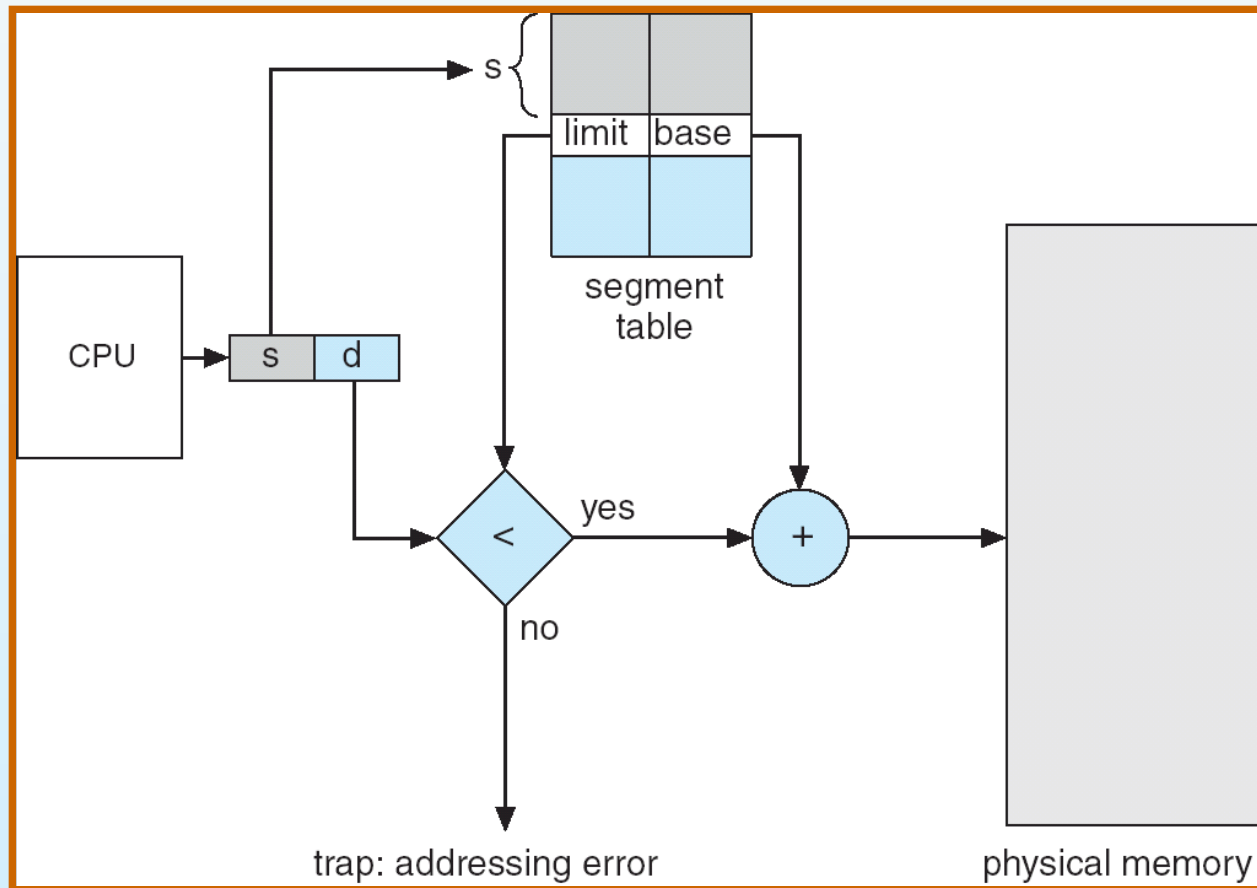 s
limit base
segment
table
CPU
s d
<
yes
+
no
trap: addressing error
physical memory